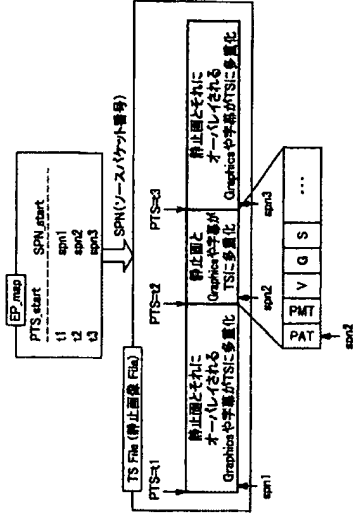 EP_map
PTS_start SPN_start
t1 spn1
t2 spn2
t3 spn3
SPN(ソースパケット番号)
TS File (静止画像 File)
PTS=t1
PTS=t2
PTS=t3
静止画とそれに
オーバレイされる
Graphicsや字幕がTSに多重化
静止画と
Graphicsや字幕が
TSに多重化
静止画とそれに
オーバレイされる
Graphicsや字幕がTSに多重化
spn1
spn2
spn3
PAT PMT V G S ...
spn2